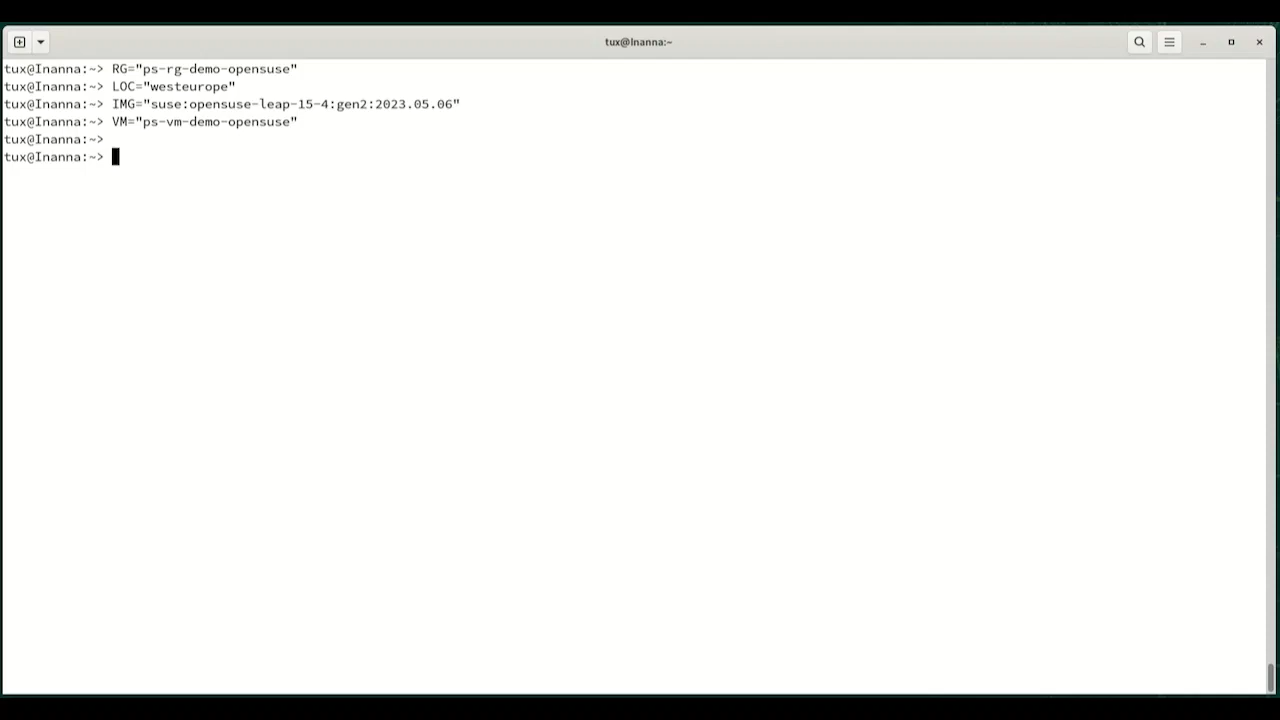 tux@Inanna:~
tux@Inanna:~> RG="ps-rg-demo-opensuse"
tux@Inanna:~> LOC="westeurope"
tux@Inanna:~> IMG="suse:opensuse-leap-15-4:gen2:2023.05.06"
tux@Inanna:~> VM="ps-vm-demo-opensuse"
tux@Inanna:~>
tux@Inanna:~>